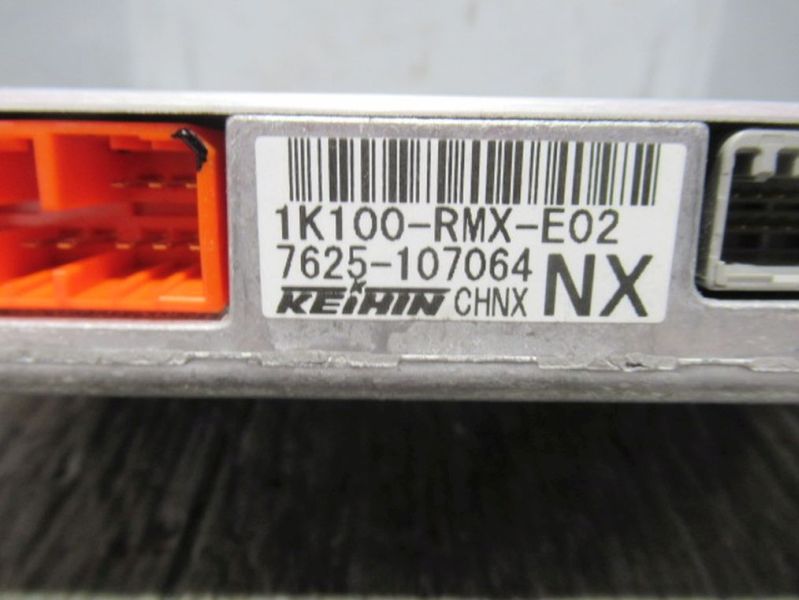 1K100-RMX-E02
7625-107064
KEIHIN CHNX NX